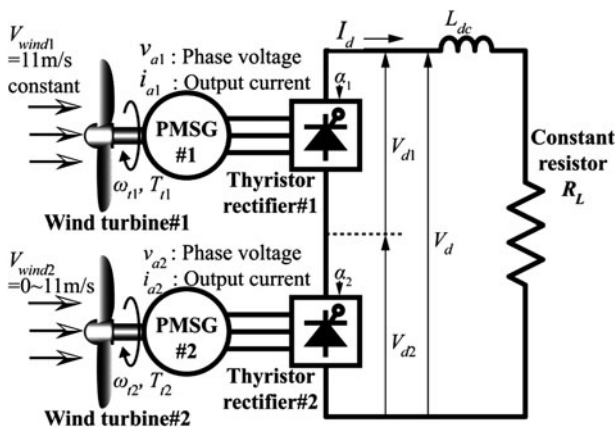 V_wind1
=11m/s
constant
v_a1 : Phase voltage
i_a1 : Output current
PMSG
#1
ω_t1, T_t1
Wind turbine#1
α_1
Thyristor
rectifier#1
I_d
L_dc
V_d1
V_d
Constant
resistor
R_L
V_wind2
=0~11m/s
v_a2 : Phase voltage
i_a2 : Output current
PMSG
#2
ω_t2, T_t2
Wind turbine#2
α_2
Thyristor
rectifier#2
V_d2